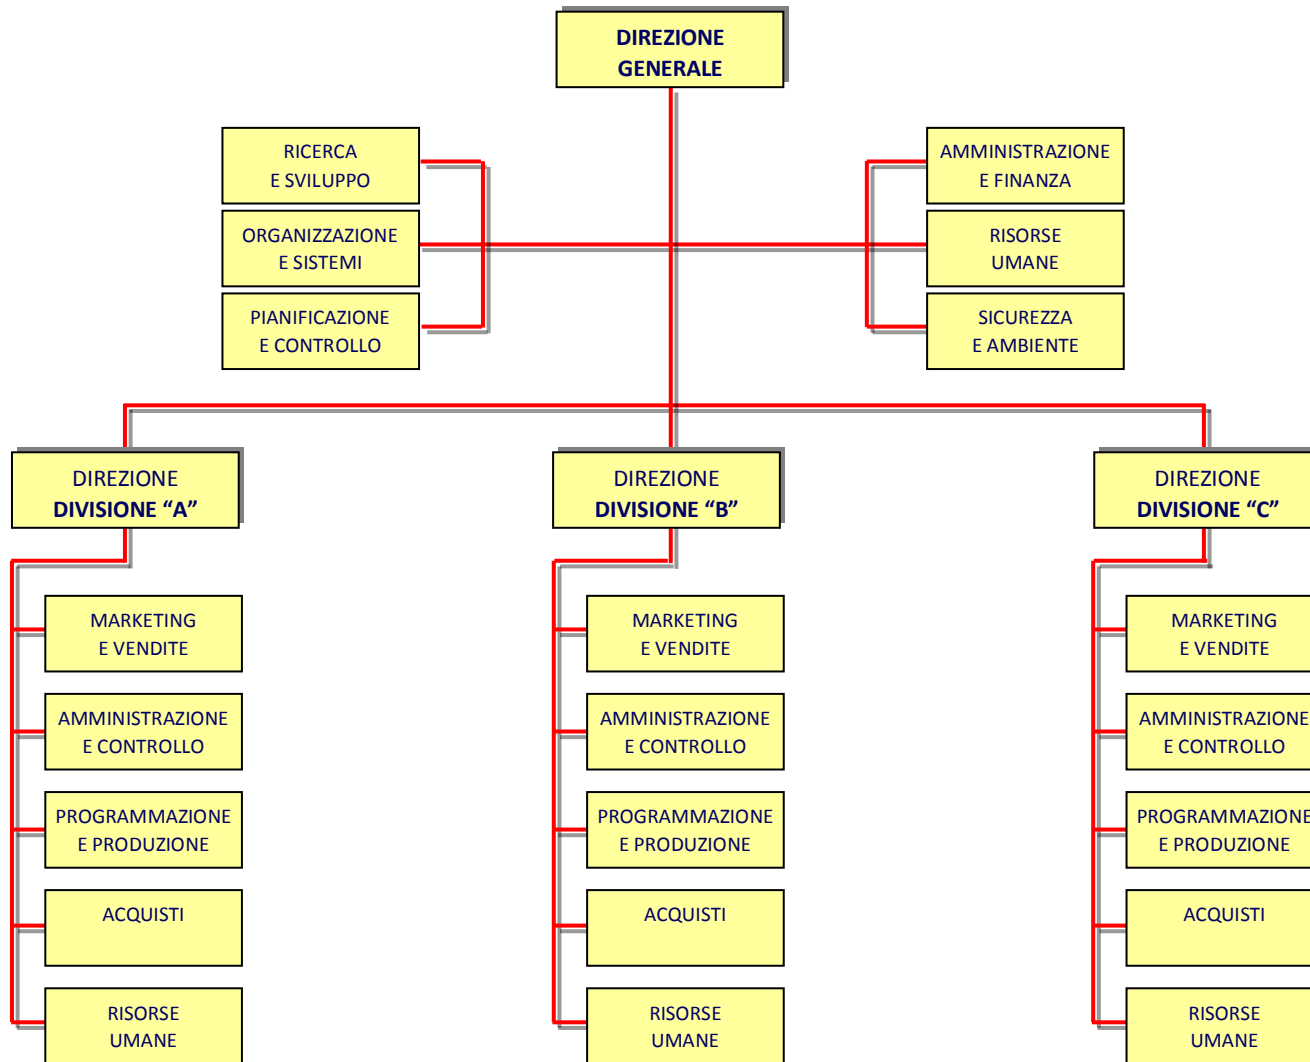 DIREZIONE
GENERALE
RICERCA
E SVILUPPO
AMMINISTRAZIONE
E FINANZA
ORGANIZZAZIONE
E SISTEMI
RISORSE
UMANE
PIANIFICAZIONE
E CONTROLLO
SICUREZZA
E AMBIENTE
DIREZIONE
DIVISIONE “A”
DIREZIONE
DIVISIONE “B”
DIREZIONE
DIVISIONE “C”
MARKETING
E VENDITE
AMMINISTRAZIONE
E CONTROLLO
PROGRAMMAZIONE
E PRODUZIONE
ACQUISTI
RISORSE
UMANE
MARKETING
E VENDITE
AMMINISTRAZIONE
E CONTROLLO
PROGRAMMAZIONE
E PRODUZIONE
ACQUISTI
RISORSE
UMANE
MARKETING
E VENDITE
AMMINISTRAZIONE
E CONTROLLO
PROGRAMMAZIONE
E PRODUZIONE
ACQUISTI
RISORSE
UMANE